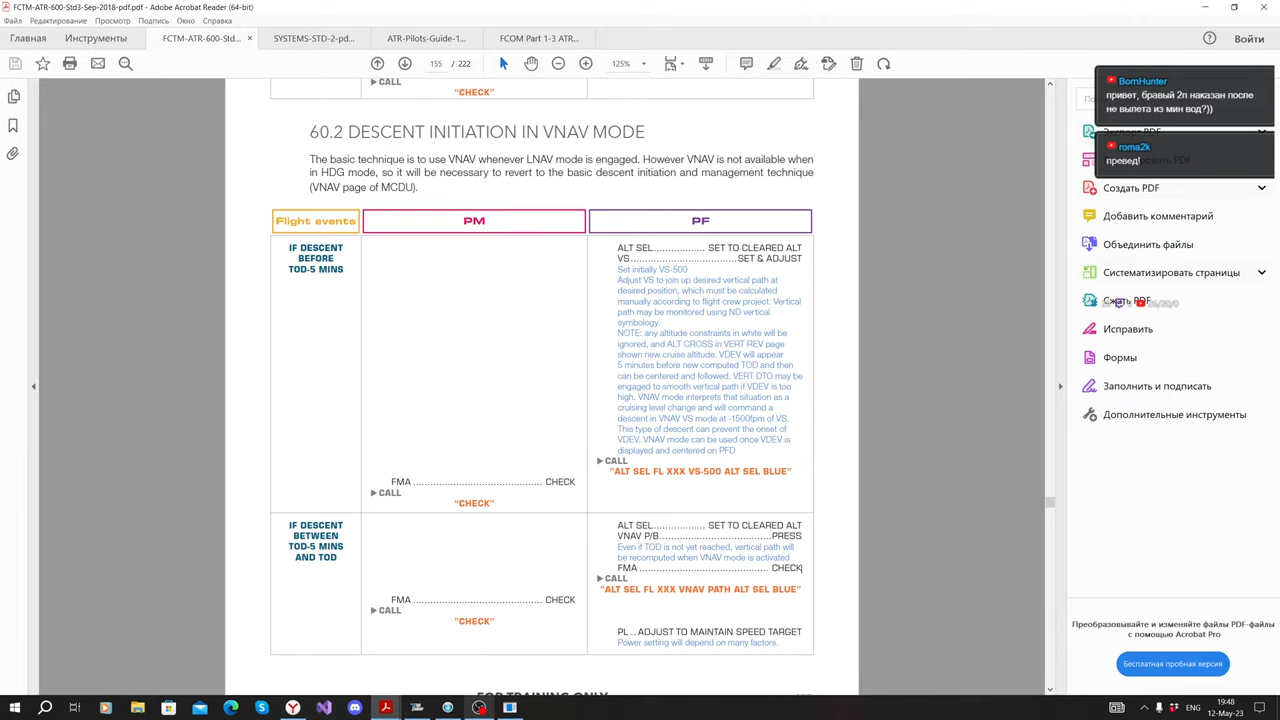 FCTM-ATR-600-Std3-Sep-2018-pdf.pdf - Adobe Acrobat Reader (64-bit)
Файл Редактирование Просмотр Подпись Окно Справка
Главная Инструменты FCTM-ATR-600-Std... × SYSTEMS-STD-2-pd... ATR-Pilots-Guide-1... FCOM Part 1-3 ATR... Войти
155 / 222 125%
CALL
"CHECK"
60.2 DESCENT INITIATION IN VNAV MODE
The basic technique is to use VNAV whenever LNAV mode is engaged. However VNAV is not available when
in HDG mode, so it will be necessary to revert to the basic descent initiation and management technique
(VNAV page of MCDU).
Flight events PM PF
IF DESCENT
BEFORE
TOD-5 MINS
FMA ............................................ CHECK
CALL
"CHECK"
ALT SEL.................. SET TO CLEARED ALT
VS.....................................SET & ADJUST
Set initially VS-500
Adjust VS to join up desired vertical path at
desired position, which must be calculated
manually according to flight crew project. Vertical
path may be monitored using ND vertical
symbology.
NOTE: any altitude constraints in white will be
ignored, and ALT CROSS in VERT REV page
shown new cruise altitude. VDEV will appear
5 minutes before new computed TOD and then
can be centered and followed. VERT DTO may be
engaged to smooth vertical path if VDEV is too
high. VNAV mode interprets that situation as a
cruising level change and will command a
descent in VNAV VS mode at -1500fpm of VS.
This type of descent can prevent the onset of
VDEV. VNAV mode can be used once VDEV is
displayed and centered on PFD
CALL
"ALT SEL FL XXX VS-500 ALT SEL BLUE"
IF DESCENT
BETWEEN
TOD-5 MINS
AND TOD
FMA ............................................ CHECK
CALL
"CHECK"
ALT SEL.................. SET TO CLEARED ALT
VNAV P/B.......................................PRESS
Even if TOD is not yet reached, vertical path will
be recomputed when VNAV mode is activated
FMA ............................................ CHECK
CALL
"ALT SEL FL XXX VNAV PATH ALT SEL BLUE"
PL .. ADJUST TO MAINTAIN SPEED TARGET
Power setting will depend on many factors.
FOR TRAINING ONLY
BomHunter
привет, бравый 2п наказан после
не вылета из мин вод?))
roma2k
превед!
Экспорт PDF
Создать PDF
Добавить комментарий
Объединить файлы
Систематизировать страницы
Сжать PDF
Исправить
Формы
Заполнить и подписать
Дополнительные инструменты
Преобразовывайте и изменяйте файлы PDF-файлы
с помощью Acrobat Pro
Бесплатная пробная версия
ENG
19:48
12-May-23